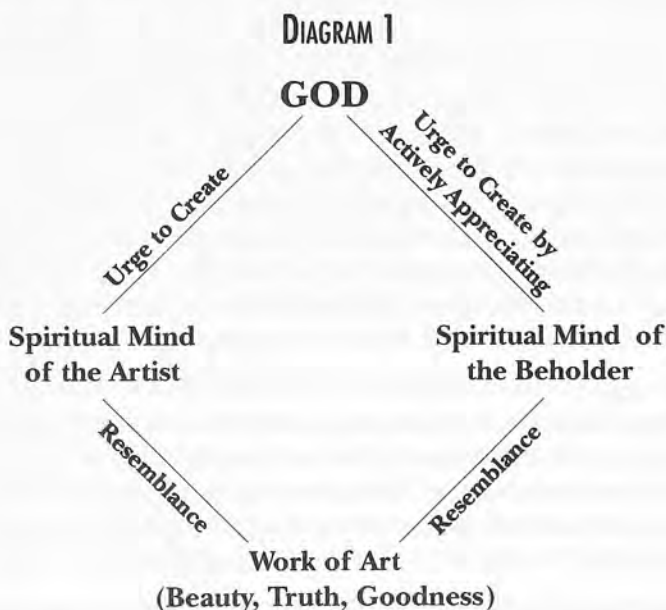 DIAGRAM 1
GOD
Urge to Create
Urge to Create by
Actively Appreciating
Spiritual Mind
of the Artist
Spiritual Mind of
the Beholder
Resemblance
Resemblance
Work of Art
(Beauty, Truth, Goodness)